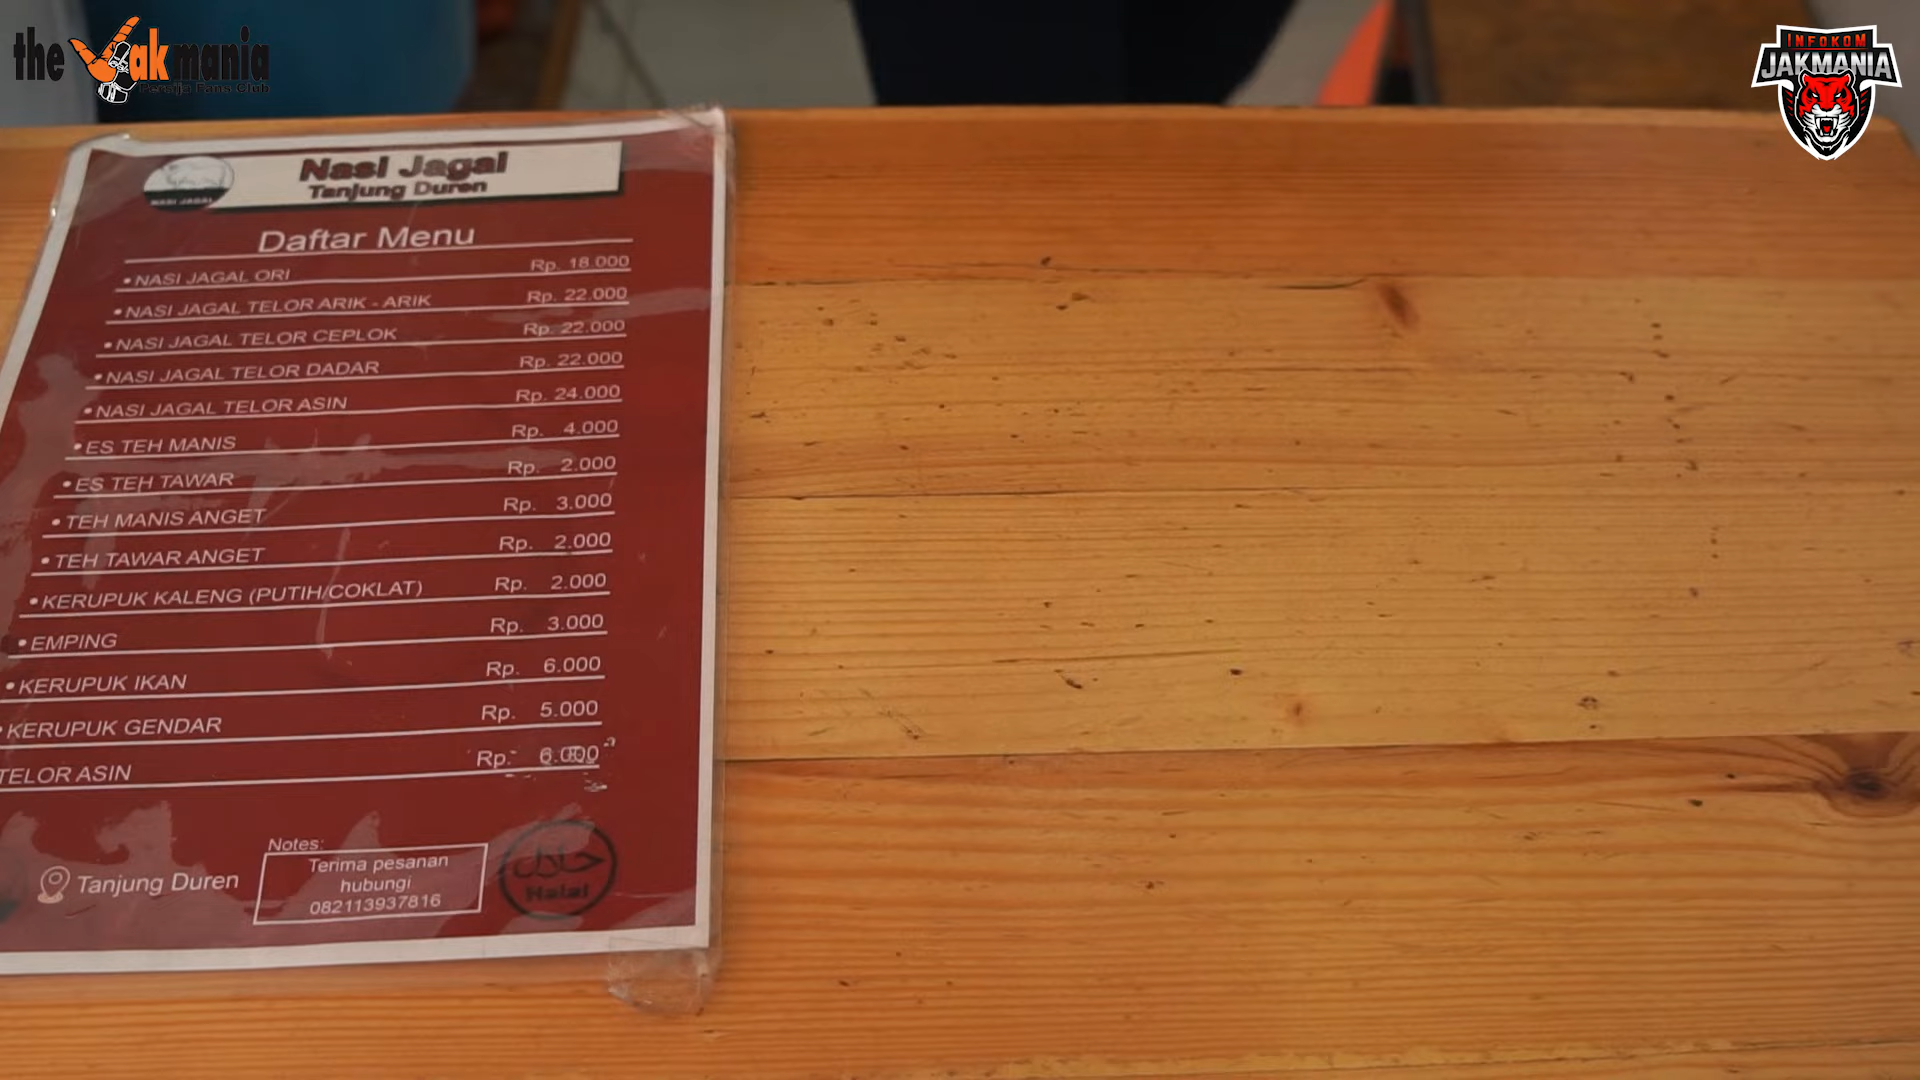 the Jakmania
Persija Fans Club
INFOKOM
JAKMANIA
Nasi Jagal
Tanjung Duren
NASI JAGAL
Daftar Menu
• NASI JAGAL ORI Rp. 18.000
• NASI JAGAL TELOR ARIK - ARIK Rp. 22.000
• NASI JAGAL TELOR CEPLOK Rp. 22.000
• NASI JAGAL TELOR DADAR Rp. 22.000
• NASI JAGAL TELOR ASIN Rp. 24.000
• ES TEH MANIS Rp. 4.000
• ES TEH TAWAR Rp. 2.000
• TEH MANIS ANGET Rp. 3.000
• TEH TAWAR ANGET Rp. 2.000
• KERUPUK KALENG (PUTIH/COKLAT) Rp. 2.000
• EMPING Rp. 3.000
• KERUPUK IKAN Rp. 6.000
• KERUPUK GENDAR Rp. 5.000
TELOR ASIN Rp. 6.000
Notes:
Terima pesanan
hubungi
082113937816
Tanjung Duren
حلال
Halal